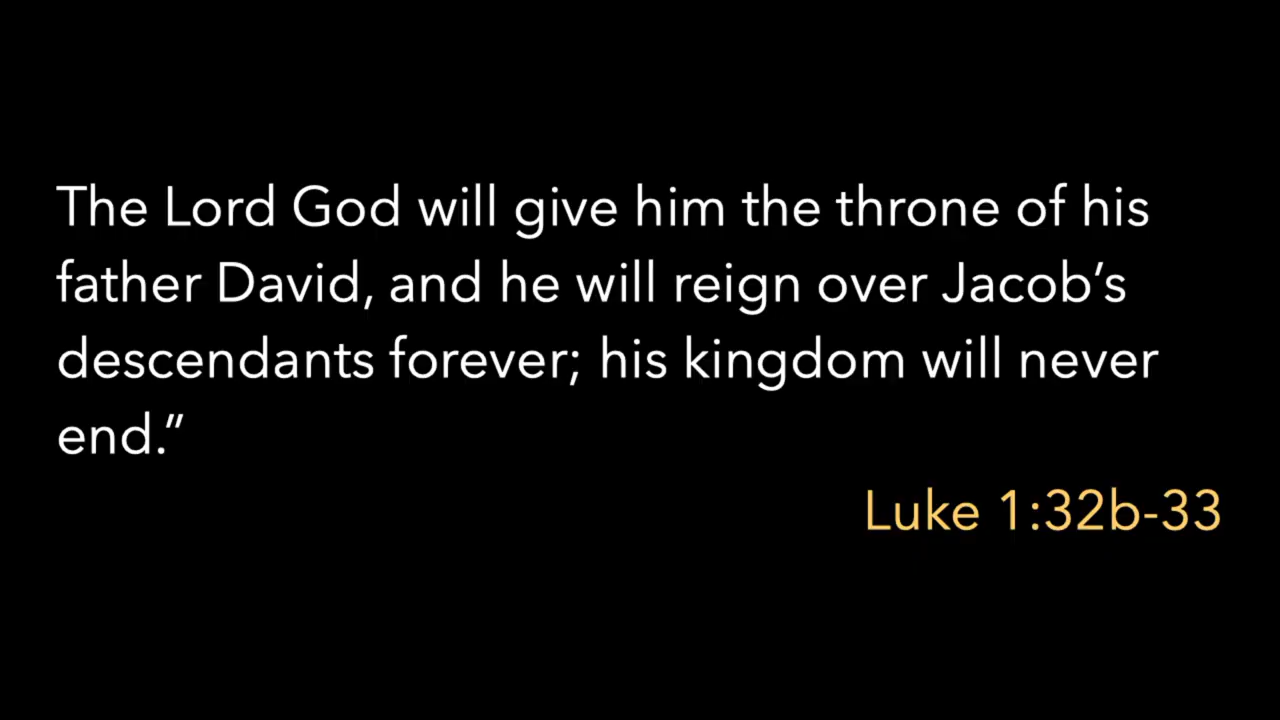 The Lord God will give him the throne of his
father David, and he will reign over Jacob’s
descendants forever; his kingdom will never
end.”
Luke 1:32b-33